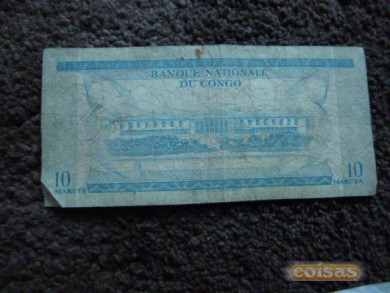 BANQUE NATIONALE
DU CONGO
10
MAKUTA
10
MAKUTA
coisas